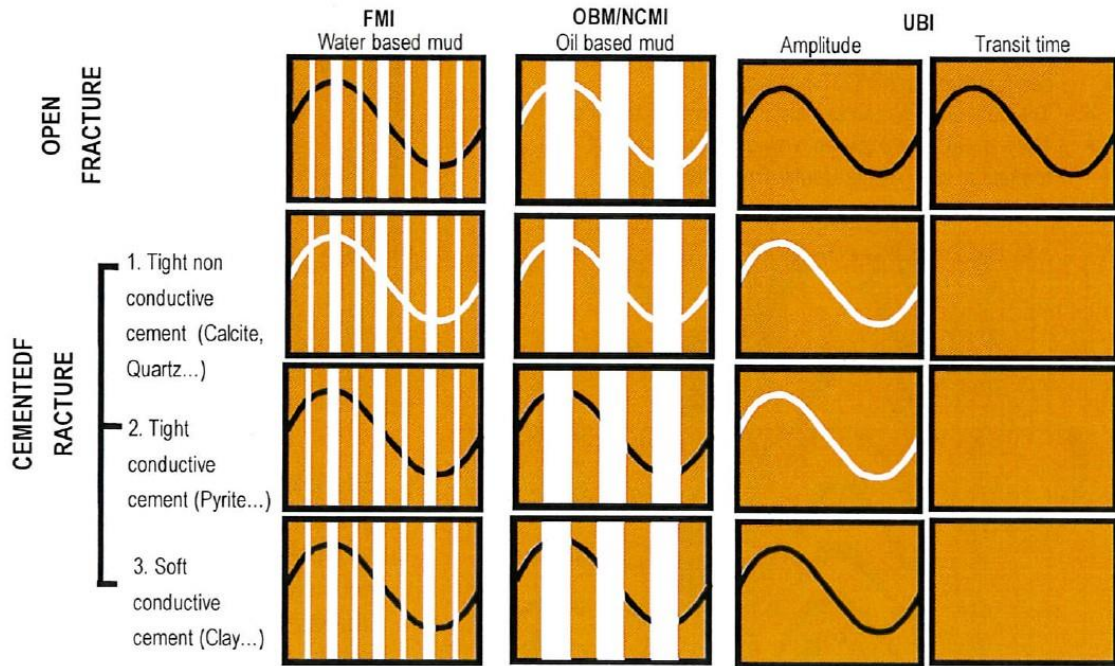 FMI
Water based mud
OBM/NCMI
Oil based mud
UBI
Amplitude
Transit time
OPEN
FRACTURE
CEMENTEDF
RACTURE
1. Tight non
conductive
cement (Calcite,
Quartz...)
2. Tight
conductive
cement (Pyrite...)
3. Soft
conductive
cement (Clay...)